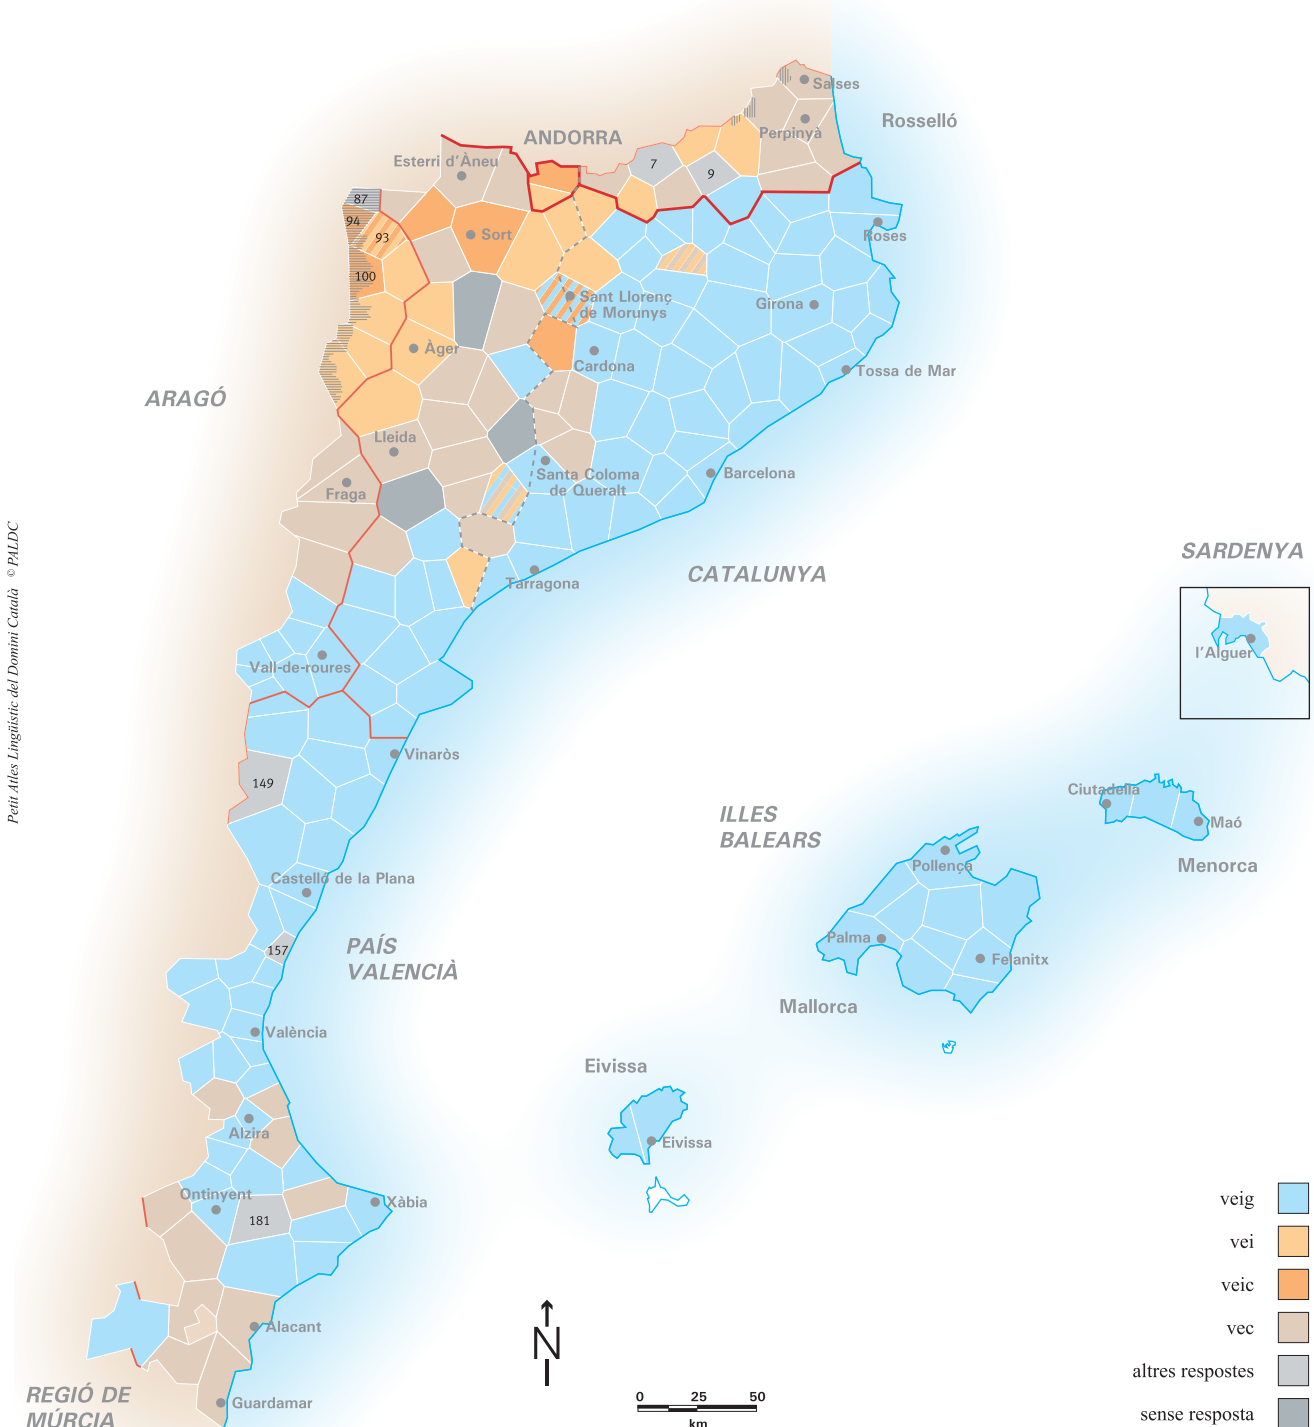 Salses
Rosselló
ANDORRA
Perpinyà
Esterri d'Àneu
7
9
87
94
93
Sort
Roses
100
Sant Llorenç
de Morunys
Girona
Àger
Cardona
Tossa de Mar
ARAGÓ
Lleida
Santa Coloma
de Queralt
Barcelona
Fraga
Petit Atles Lingüístic del Domini Català © PALDC
SARDENYA
CATALUNYA
Tarragona
l'Alguer
Vall-de-roures
Vinaròs
149
Ciutadella
ILLES
BALEARS
Maó
Pollença
Menorca
Castelló de la Plana
Palma
157
PAÍS
VALENCIÀ
Felanitx
Mallorca
València
Eivissa
Alzira
Eivissa
Ontinyent
Xàbia
181
veig
vei
veic
vec
altres respostes
sense resposta
Alacant
N
REGIÓ DE
MÚRCIA
Guardamar
0 25 50
km